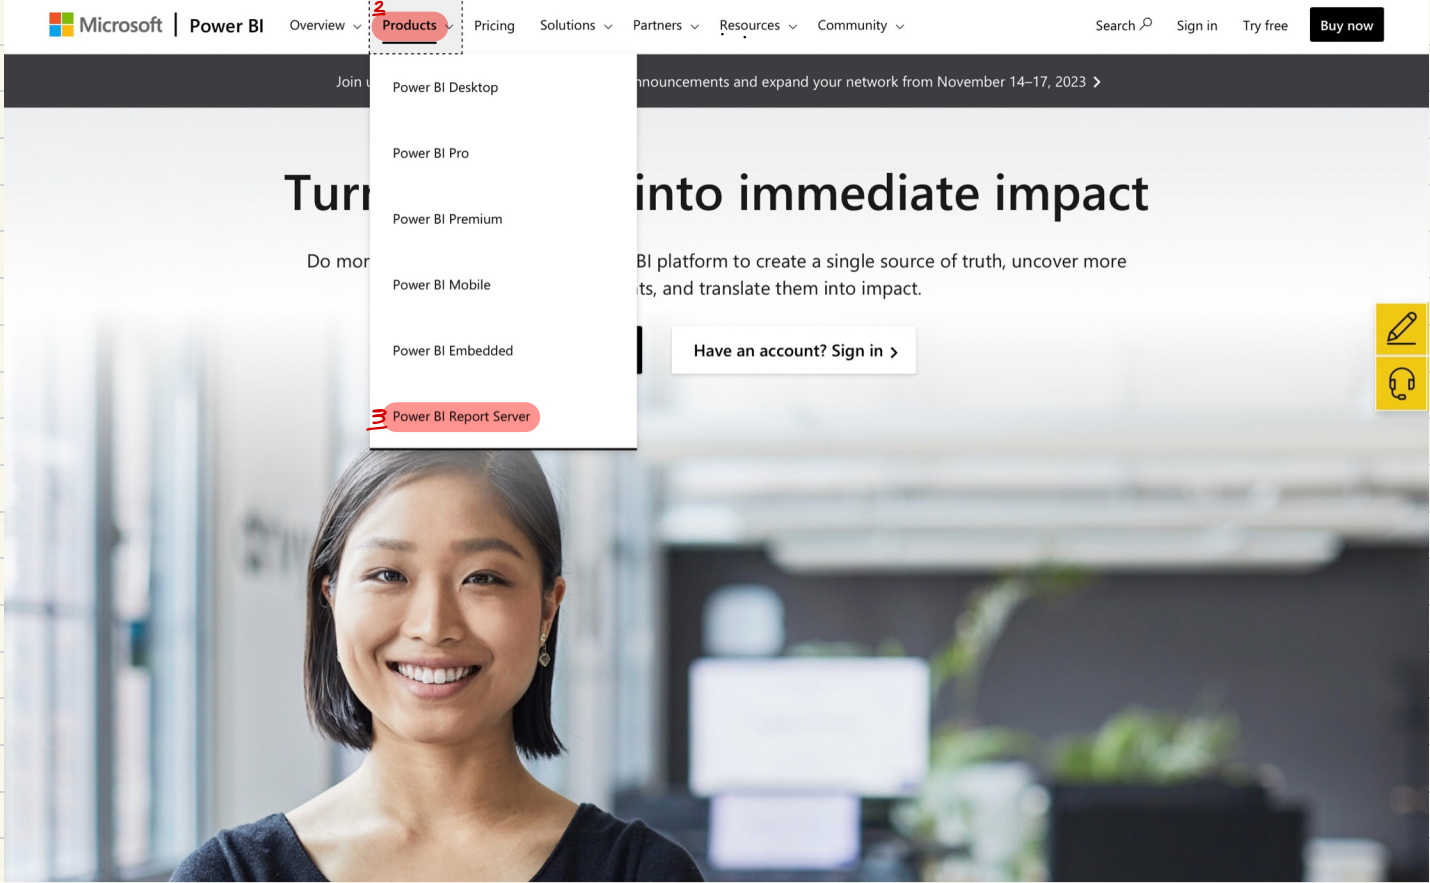 Microsoft | Power BI Overview Products Pricing Solutions Partners Resources Community Search Sign in Try free Buy now
2
Power BI Desktop
Power BI Pro
Power BI Premium
Power BI Mobile
Power BI Embedded
3 Power BI Report Server
Join nnouncements and expand your network from November 14–17, 2023
Turn into immediate impact
Do mor BI platform to create a single source of truth, uncover more
ts, and translate them into impact.
Have an account? Sign in